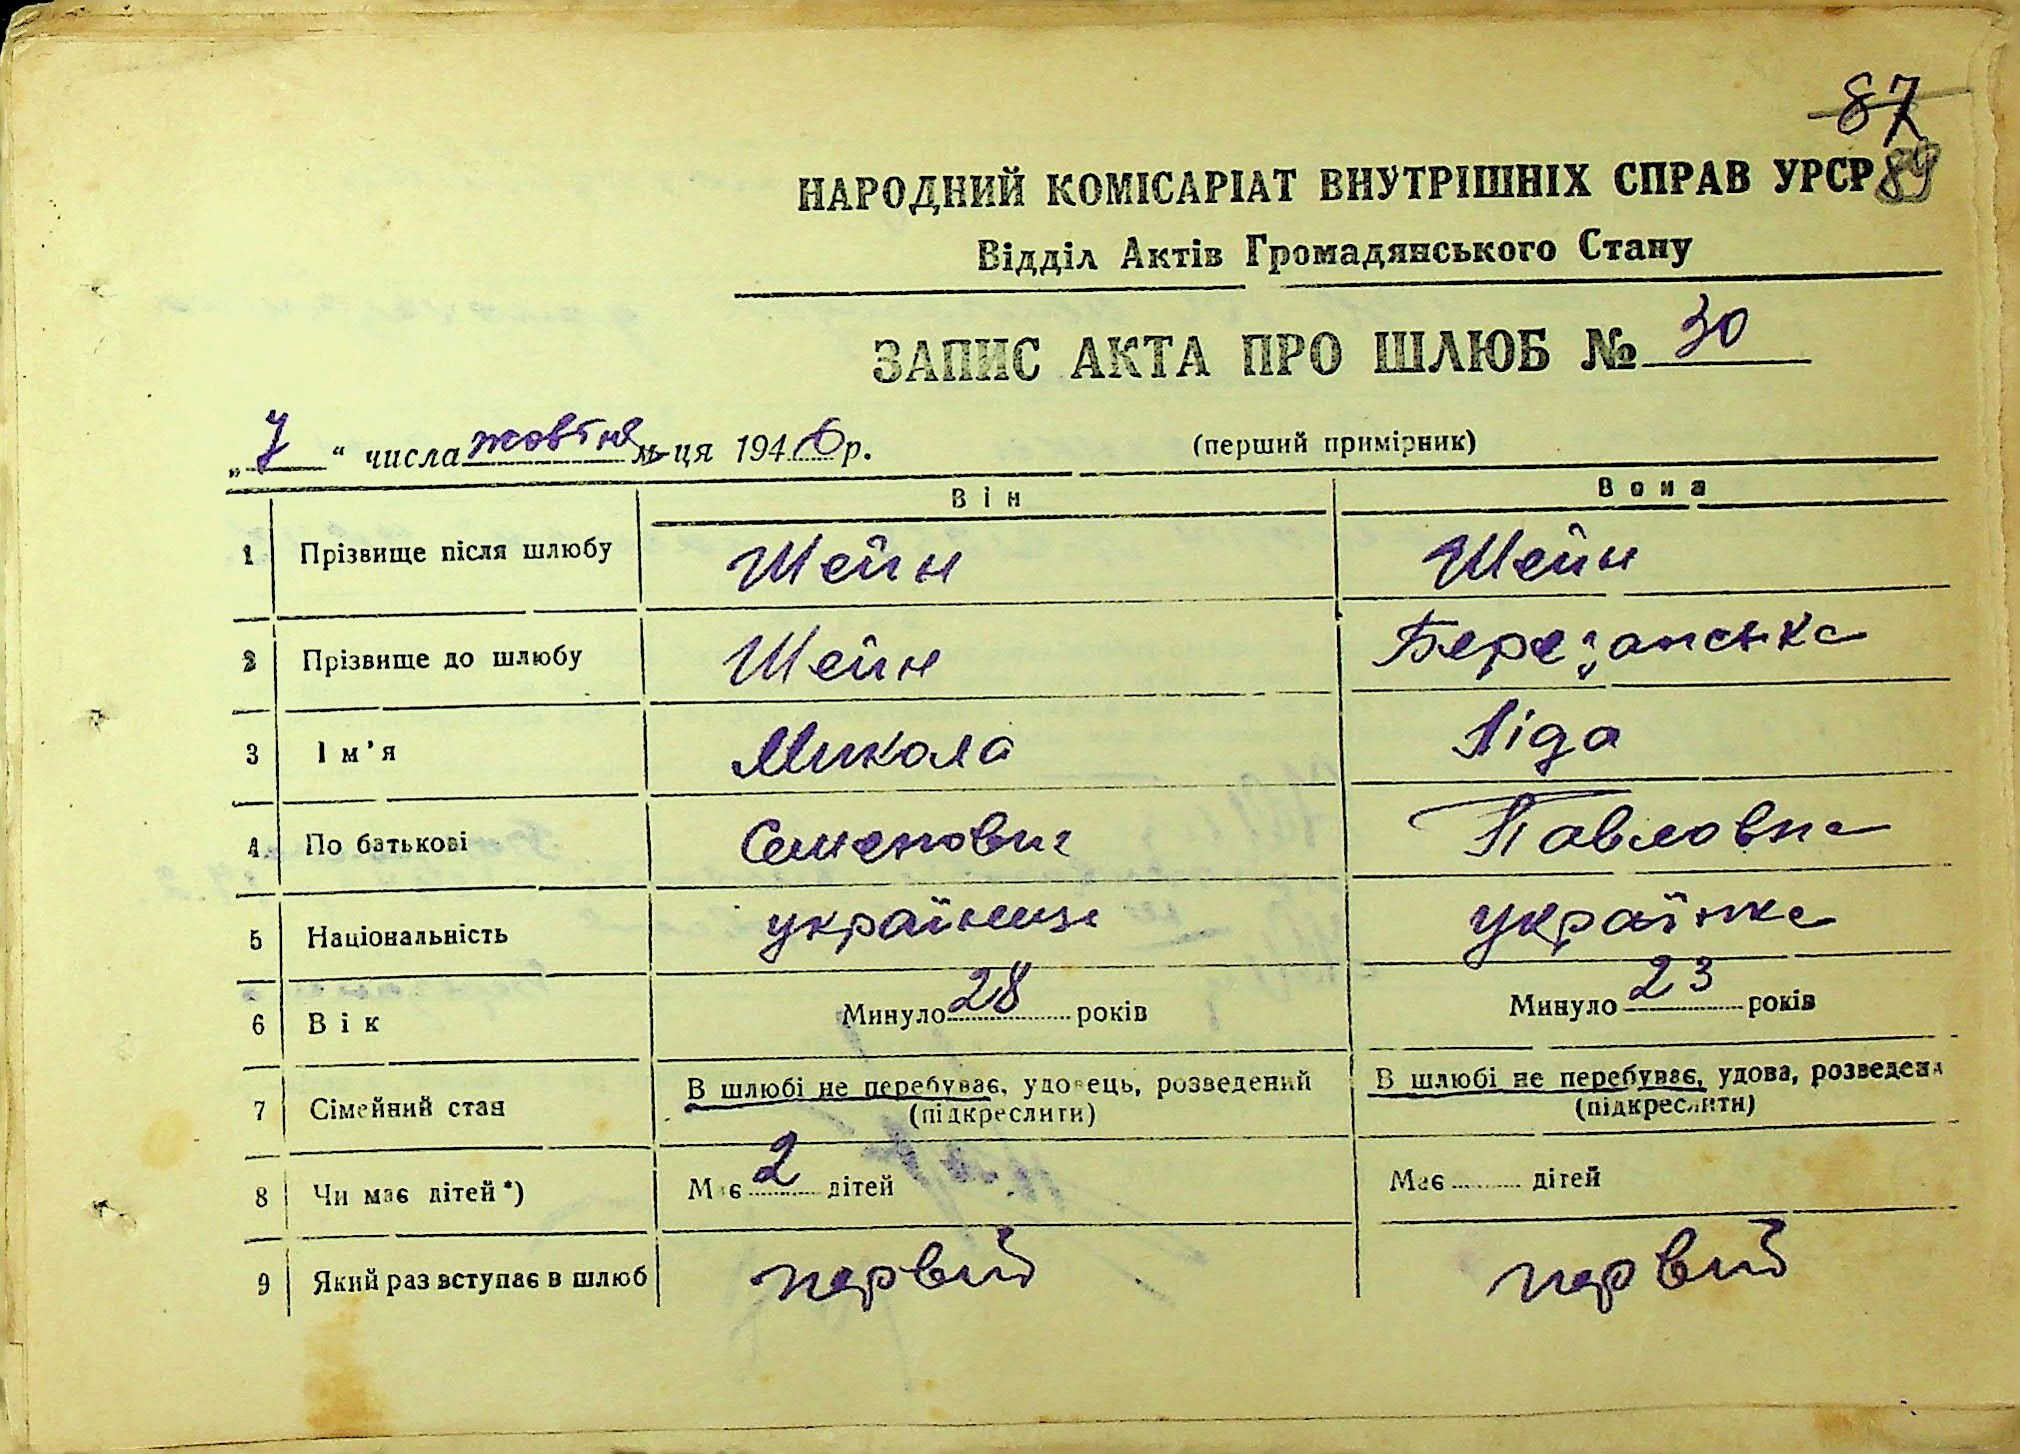 87
НАРОДНИЙ КОМІСАРІАТ ВНУТРІШНІХ СПРАВ УРСР 89
Відділ Актів Громадянського Стану
ЗАПИС АКТА ПРО ШЛЮБ № 30
„ 7 “ числа жовтня м-ця 1946 р. (перший примірник)
Він Вона
1 Прізвище після шлюбу Шейн Шейн
2 Прізвище до шлюбу Шейн Березанська
3 Ім’я Микола Ліда
4 По батькові Семенович Павловна
5 Національність українець українка
6 Вік Минуло 28 років Минуло 23 років
7 Сімейний стан В шлюбі не перебуває, удовець, розведений В шлюбі не перебуває, удова, розведена
(підкреслити) (підкреслити)
8 Чи має дітей*) Має 2 дітей Має ........ дітей
9 Який раз вступає в шлюб первий первий